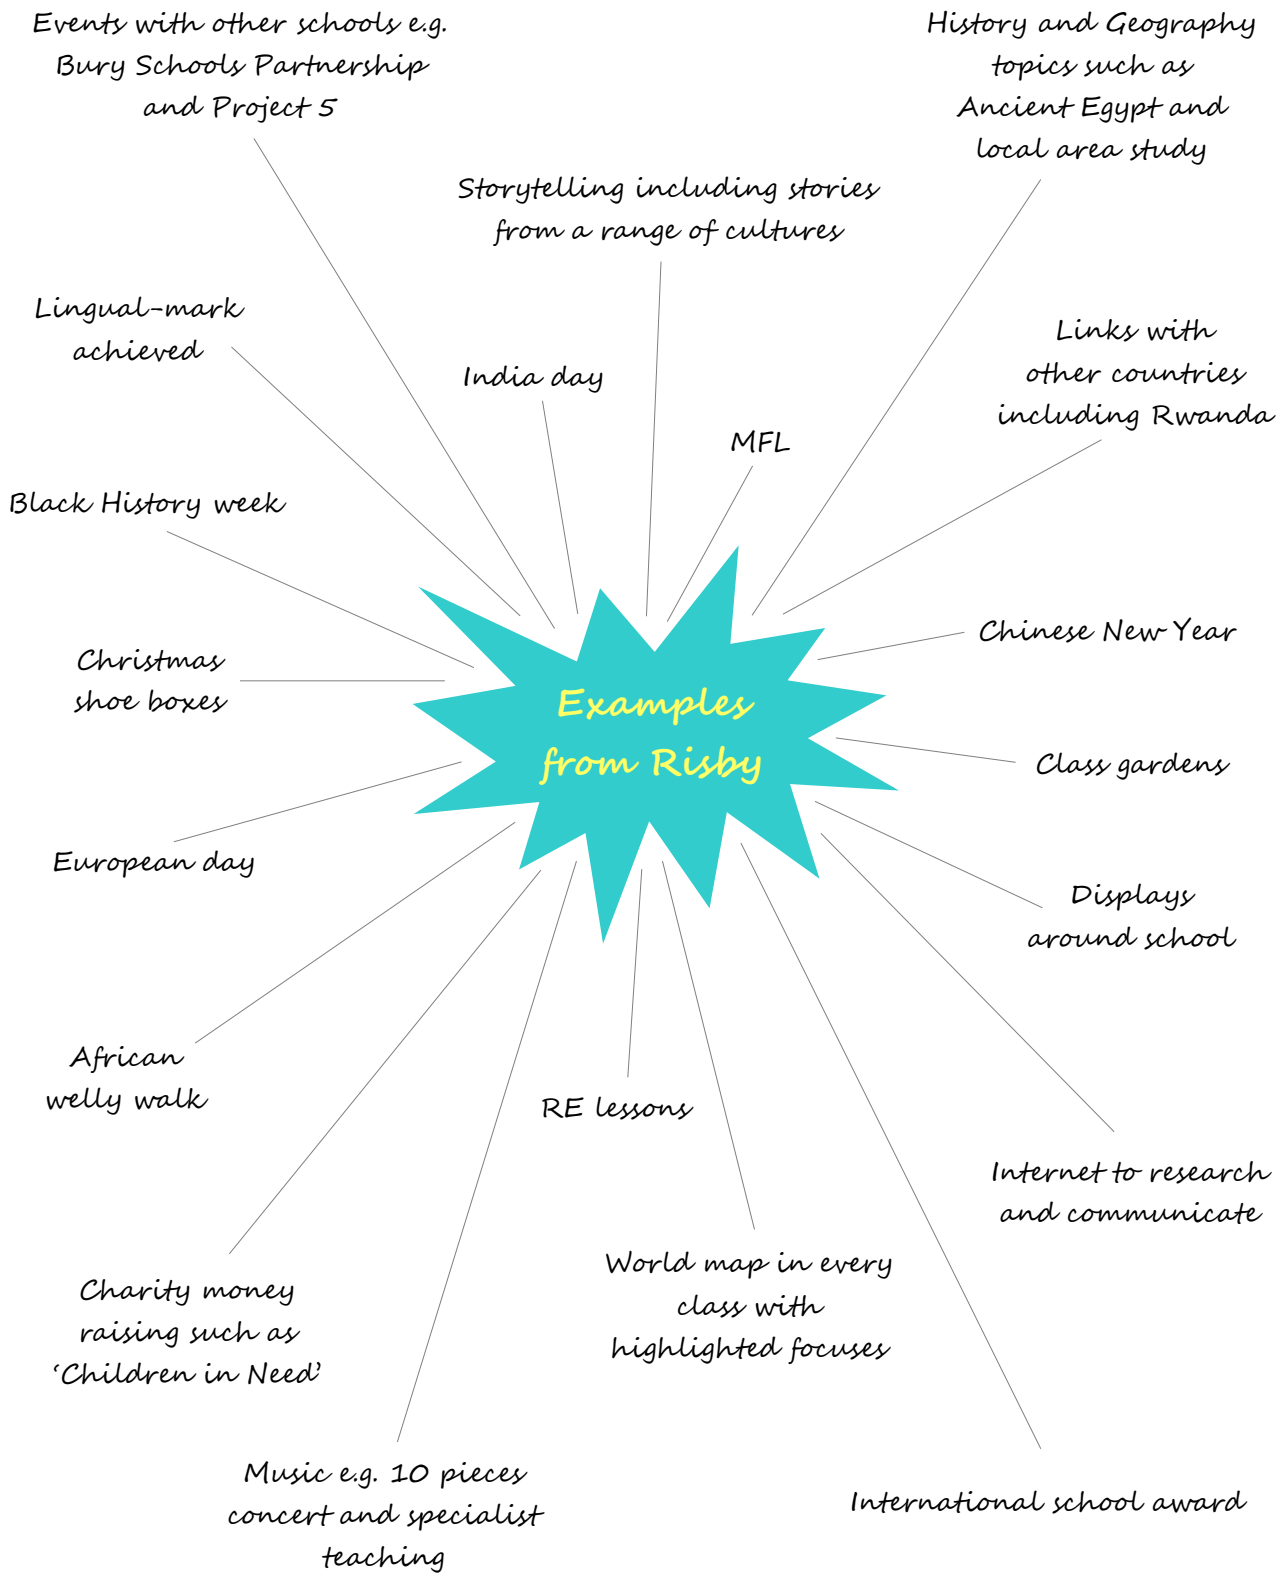 Events with other schools e.g.
Bury Schools Partnership
and Project 5
History and Geography
topics such as
Ancient Egypt and
local area study
Storytelling including stories
from a range of cultures
Lingual-mark
achieved
India day
Links with
other countries
including Rwanda
MFL
Black History week
Chinese New Year
Christmas
shoe boxes
Examples
from Risby
Class gardens
European day
Displays
around school
African
welly walk
RE lessons
Internet to research
and communicate
Charity money
raising such as
‘Children in Need’
World map in every
class with
highlighted focuses
Music e.g. 10 pieces
concert and specialist
teaching
International school award